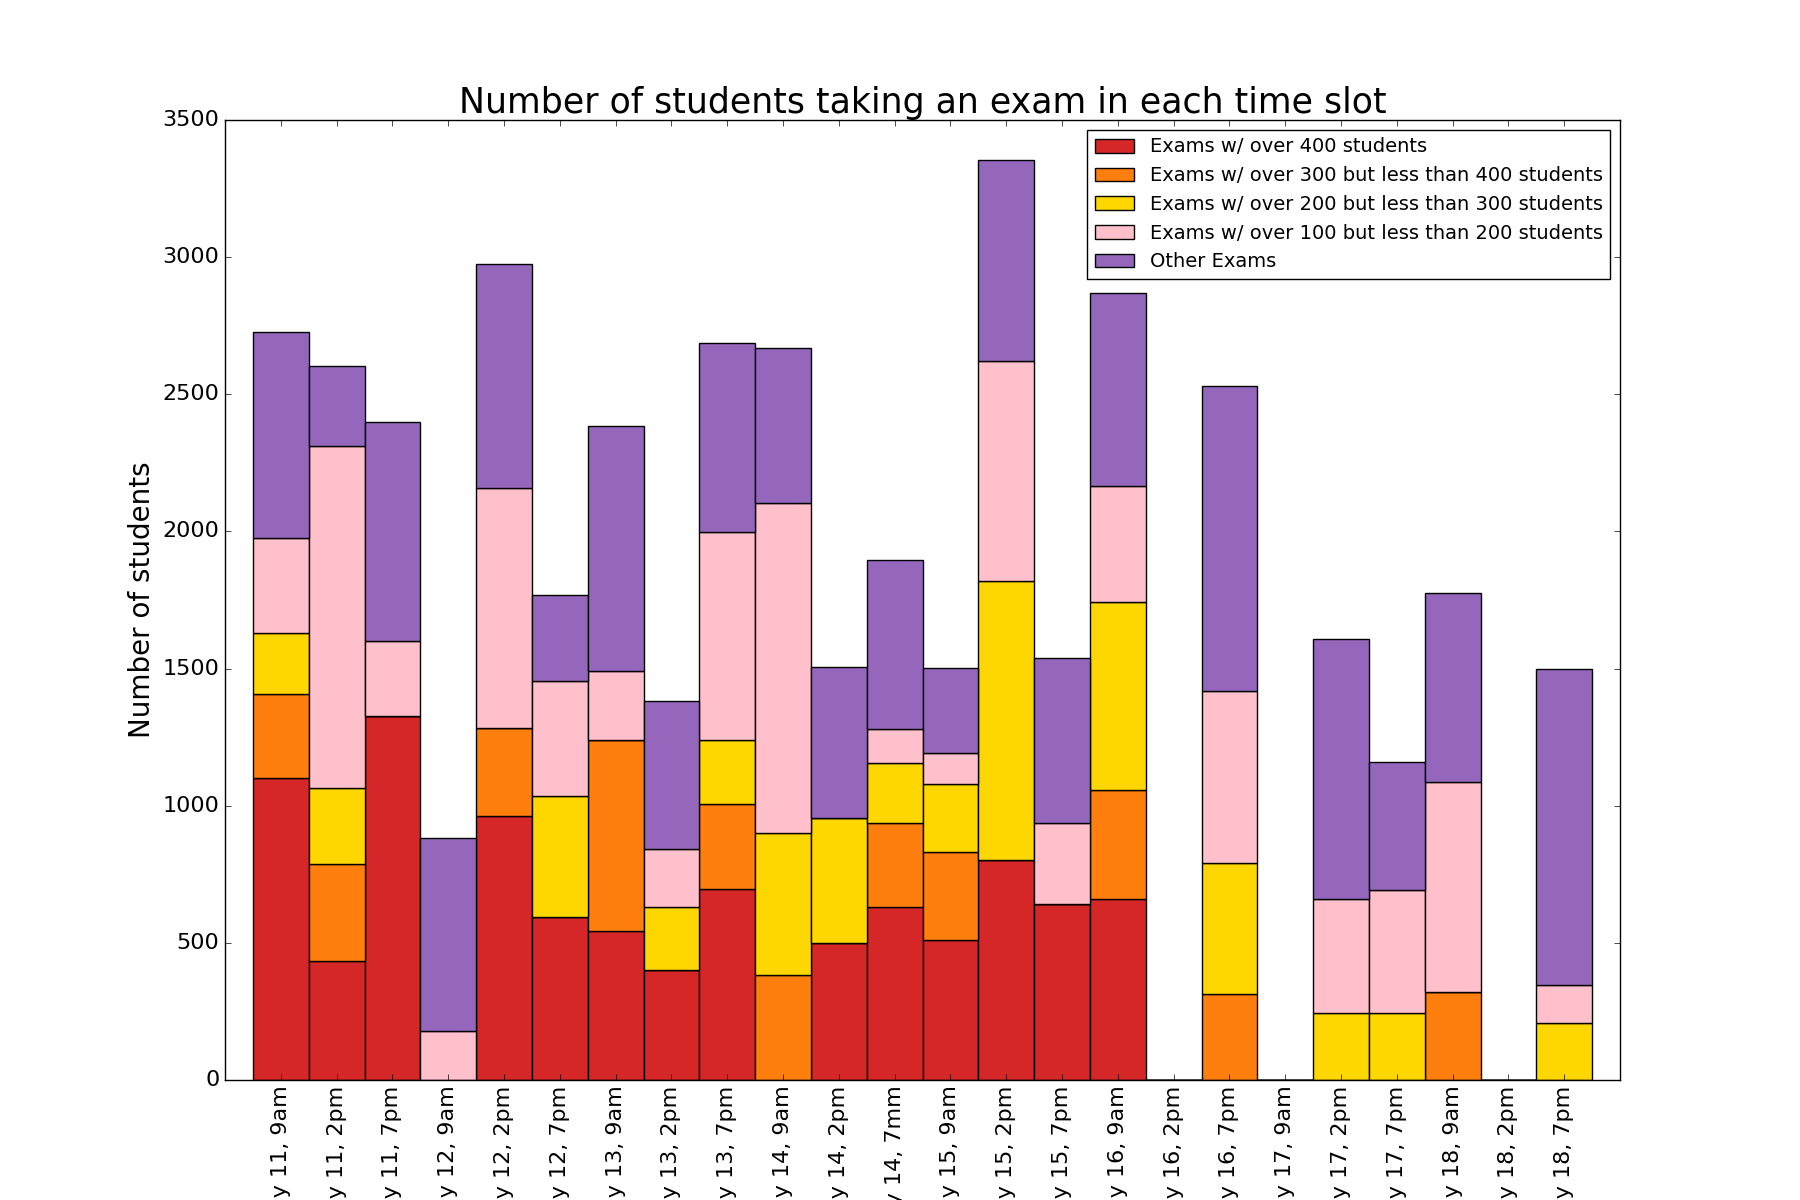 Number of students taking an exam in each time slot
Exams w/ over 400 students
Exams w/ over 300 but less than 400 students
Exams w/ over 200 but less than 300 students
Exams w/ over 100 but less than 200 students
Other Exams
Number of students
3500
3000
2500
2000
1500
1000
500
0
y 11, 9am
y 11, 2pm
y 11, 7pm
y 12, 9am
y 12, 2pm
y 12, 7pm
y 13, 9am
y 13, 2pm
y 13, 7pm
y 14, 9am
y 14, 2pm
y 14, 7mm
y 15, 9am
y 15, 2pm
y 15, 7pm
y 16, 9am
y 16, 2pm
y 16, 7pm
y 17, 9am
y 17, 2pm
y 17, 7pm
y 18, 9am
y 18, 2pm
y 18, 7pm